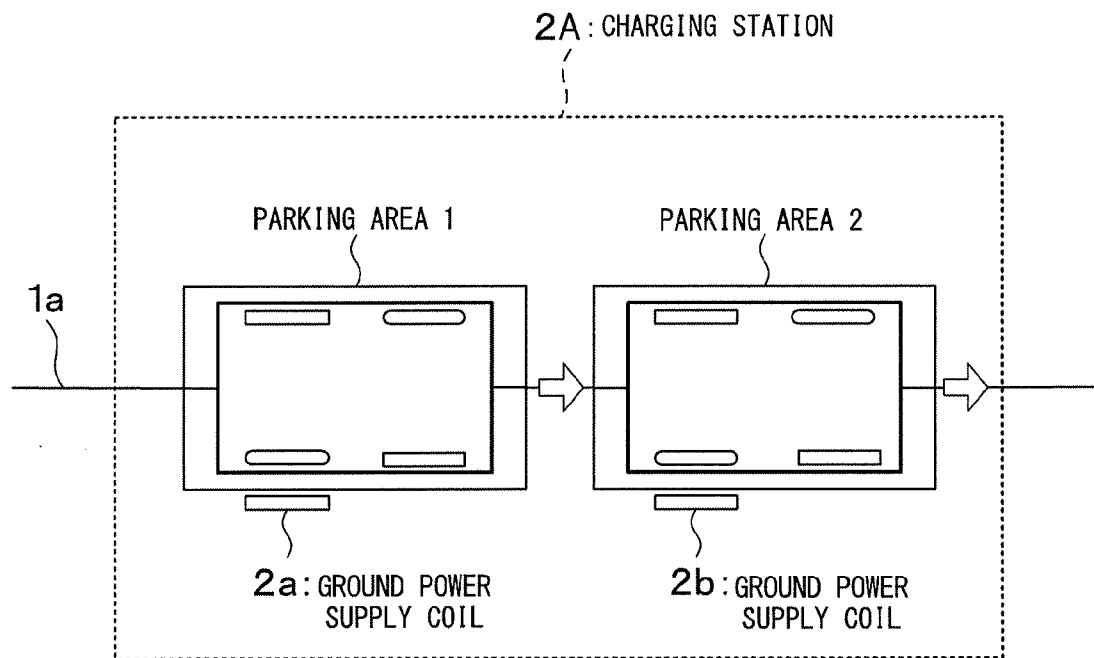 2A: CHARGING STATION
PARKING AREA 1
PARKING AREA 2
1a
2a: GROUND POWER
SUPPLY COIL
2b: GROUND POWER
SUPPLY COIL